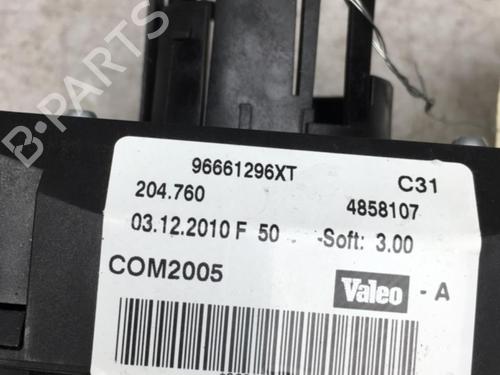 96661296XT
C31
204.760
4858107
03.12.2010 F 50 -Soft: 3.00
COM2005
Valeo - A
B-PARTS